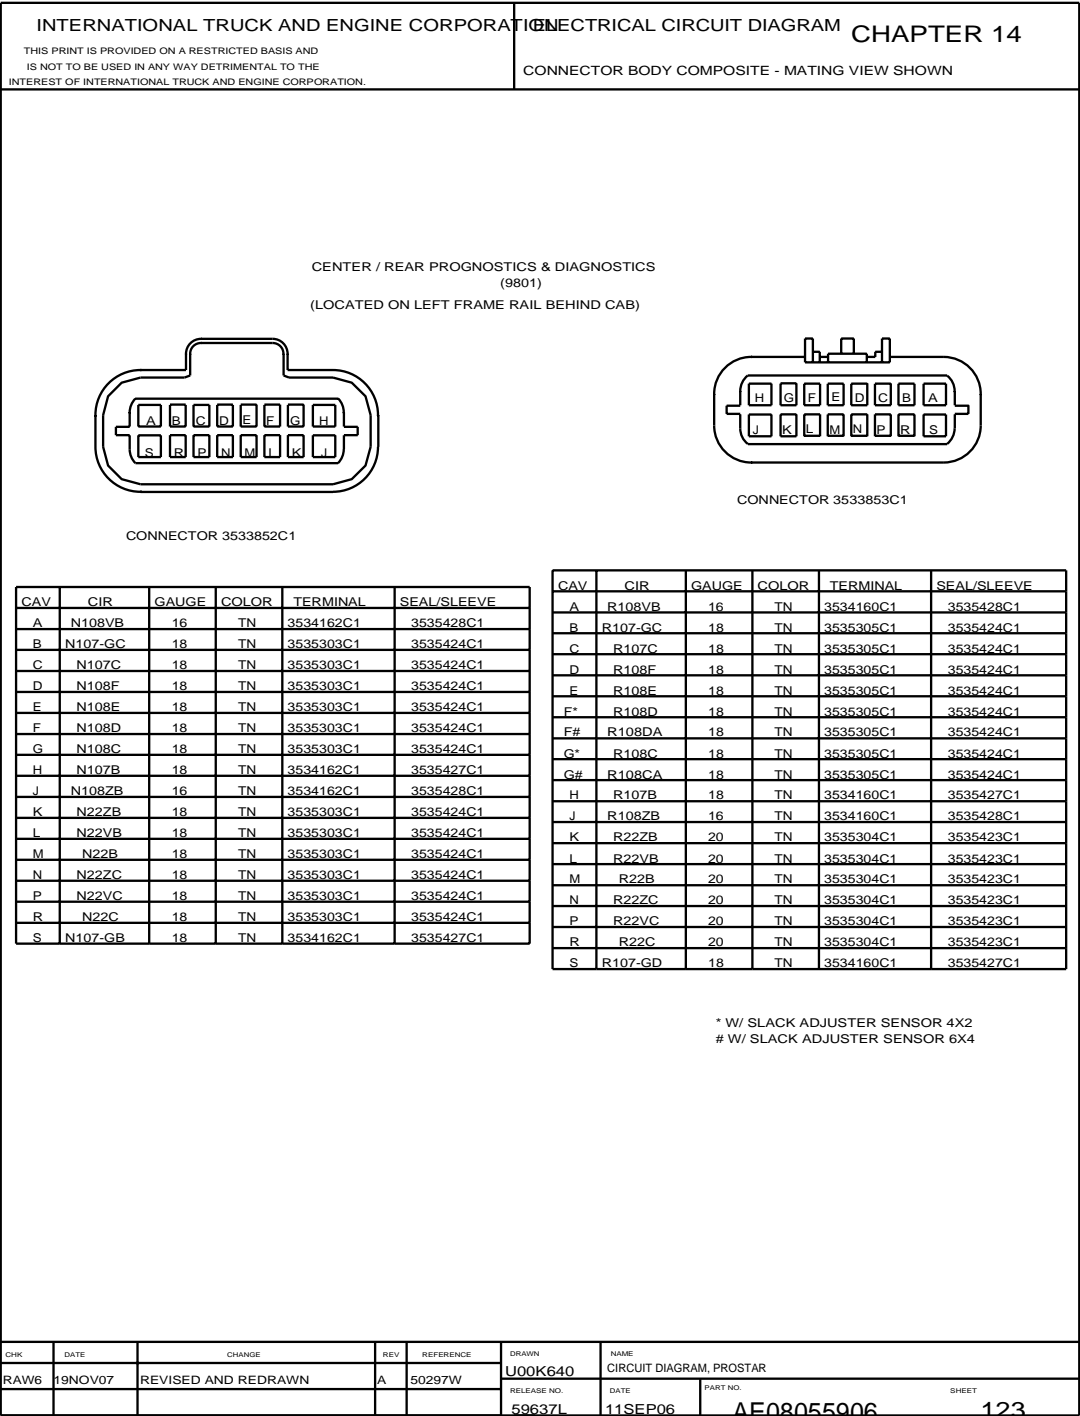 INTERNATIONAL TRUCK AND ENGINE CORPORATION
THIS PRINT IS PROVIDED ON A RESTRICTED BASIS AND
IS NOT TO BE USED IN ANY WAY DETRIMENTAL TO THE
INTEREST OF INTERNATIONAL TRUCK AND ENGINE CORPORATION.
ELECTRICAL CIRCUIT DIAGRAM
CHAPTER 14
CONNECTOR BODY COMPOSITE - MATING VIEW SHOWN
CENTER / REAR PROGNOSTICS & DIAGNOSTICS
(9801)
(LOCATED ON LEFT FRAME RAIL BEHIND CAB)
A B C D E F G H
S R P N M L K J
CONNECTOR 3533852C1
H G F E D C B A
J K L M N P R S
CONNECTOR 3533853C1
CAV CIR GAUGE COLOR TERMINAL SEAL/SLEEVE
A N108VB 16 TN 3534162C1 3535428C1
B N107-GC 18 TN 3535303C1 3535424C1
C N107C 18 TN 3535303C1 3535424C1
D N108F 18 TN 3535303C1 3535424C1
E N108E 18 TN 3535303C1 3535424C1
F N108D 18 TN 3535303C1 3535424C1
G N108C 18 TN 3535303C1 3535424C1
H N107B 18 TN 3534162C1 3535427C1
J N108ZB 16 TN 3534162C1 3535428C1
K N22ZB 18 TN 3535303C1 3535424C1
L N22VB 18 TN 3535303C1 3535424C1
M N22B 18 TN 3535303C1 3535424C1
N N22ZC 18 TN 3535303C1 3535424C1
P N22VC 18 TN 3535303C1 3535424C1
R N22C 18 TN 3535303C1 3535424C1
S N107-GB 18 TN 3534162C1 3535427C1
CAV CIR GAUGE COLOR TERMINAL SEAL/SLEEVE
A R108VB 16 TN 3534160C1 3535428C1
B R107-GC 18 TN 3535305C1 3535424C1
C R107C 18 TN 3535305C1 3535424C1
D R108F 18 TN 3535305C1 3535424C1
E R108E 18 TN 3535305C1 3535424C1
F* R108D 18 TN 3535305C1 3535424C1
F# R108DA 18 TN 3535305C1 3535424C1
G* R108C 18 TN 3535305C1 3535424C1
G# R108CA 18 TN 3535305C1 3535424C1
H R107B 18 TN 3534160C1 3535427C1
J R108ZB 16 TN 3534160C1 3535428C1
K R22ZB 20 TN 3535304C1 3535423C1
L R22VB 20 TN 3535304C1 3535423C1
M R22B 20 TN 3535304C1 3535423C1
N R22ZC 20 TN 3535304C1 3535423C1
P R22VC 20 TN 3535304C1 3535423C1
R R22C 20 TN 3535304C1 3535423C1
S R107-GD 18 TN 3534160C1 3535427C1
* W/ SLACK ADJUSTER SENSOR 4X2
# W/ SLACK ADJUSTER SENSOR 6X4
CHK DATE CHANGE REV REFERENCE
RAW6 19NOV07 REVISED AND REDRAWN A 50297W
DRAWN
U00K640
NAME
CIRCUIT DIAGRAM, PROSTAR
RELEASE NO.
59637L
DATE
11SEP06
PART NO.
AE08055906
SHEET
123